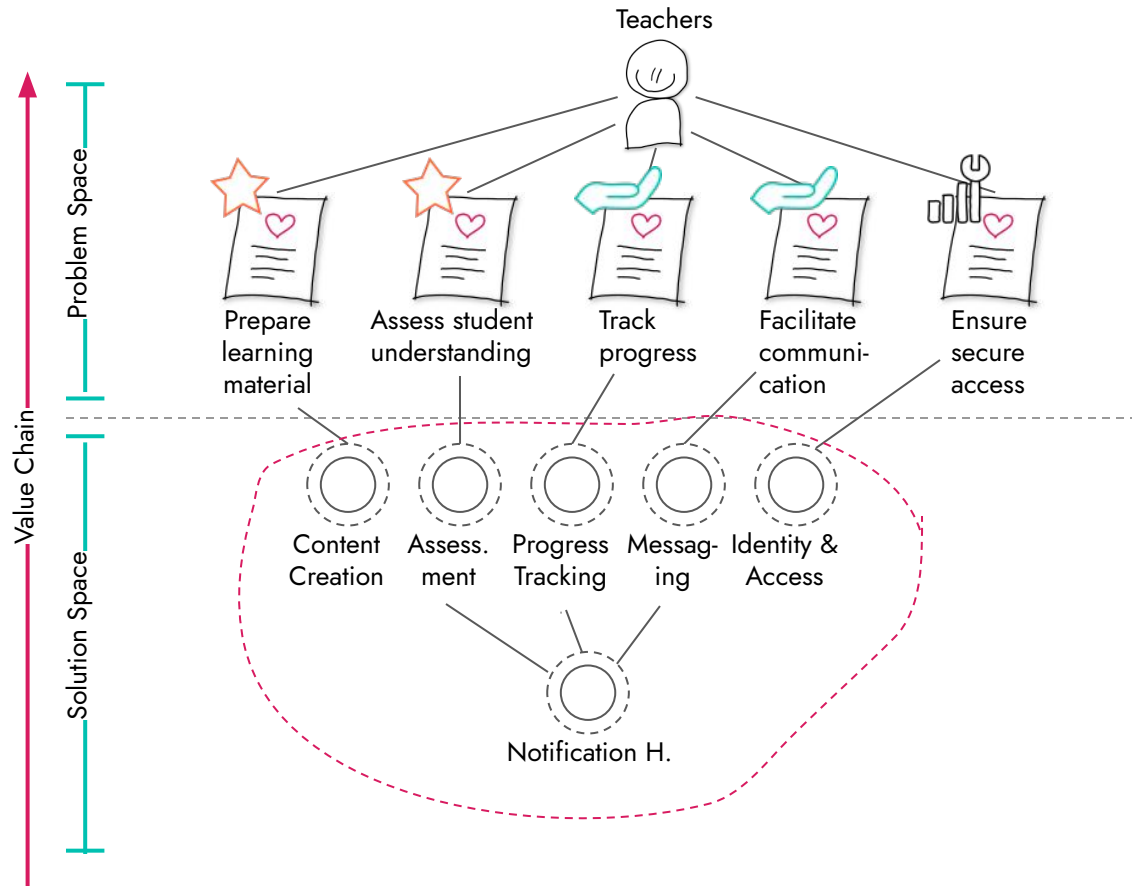 Teachers
Problem Space
Prepare
learning
material
Assess student
understanding
Track
progress
Facilitate
communi-
cation
Ensure
secure
access
Value Chain
Solution Space
Content
Creation
Assess.
ment
Progress
Tracking
Messag-
ing
Identity &
Access
Notification H.